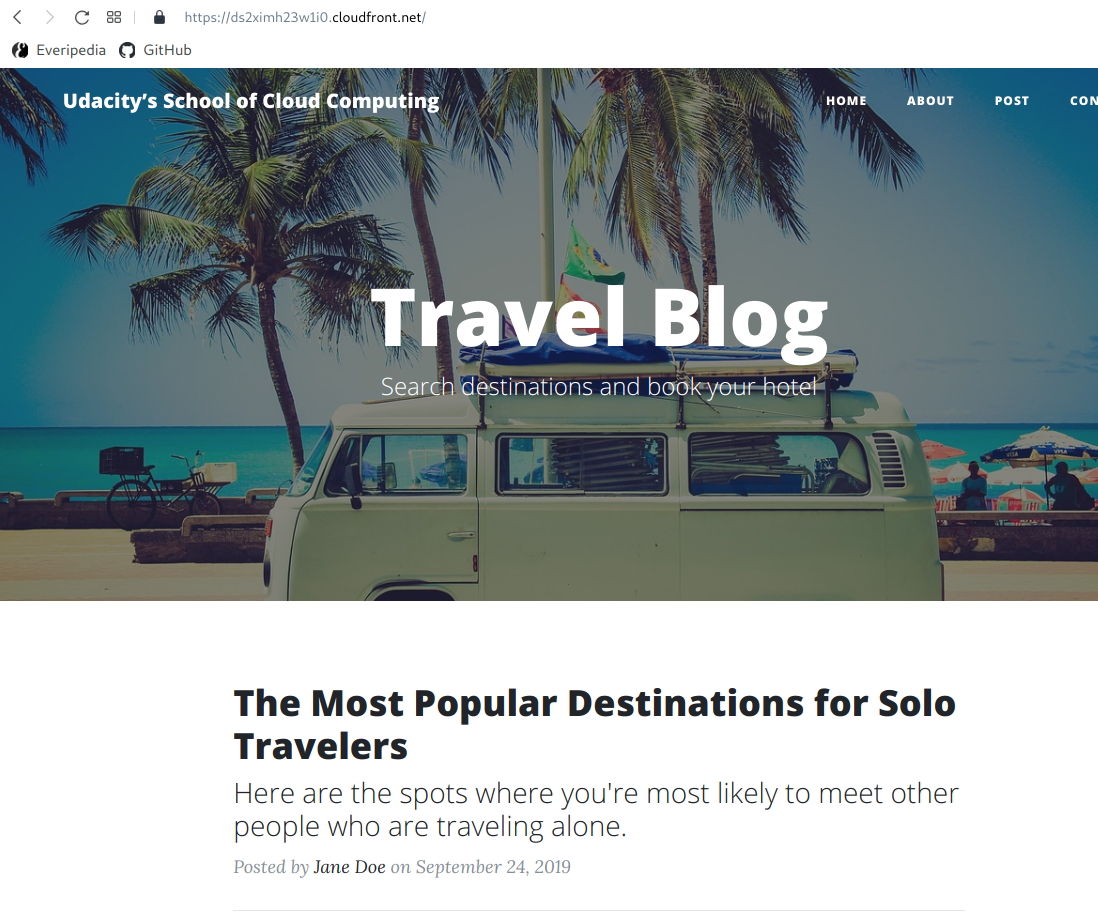 https://ds2ximh23w1i0.cloudfront.net/
Everipedia GitHub
Udacity’s School of Cloud Computing HOME ABOUT POST CON
Travel Blog
Search destinations and book your hotel
VISA VISA
The Most Popular Destinations for Solo
Travelers
Here are the spots where you're most likely to meet other
people who are traveling alone.
Posted by Jane Doe on September 24, 2019